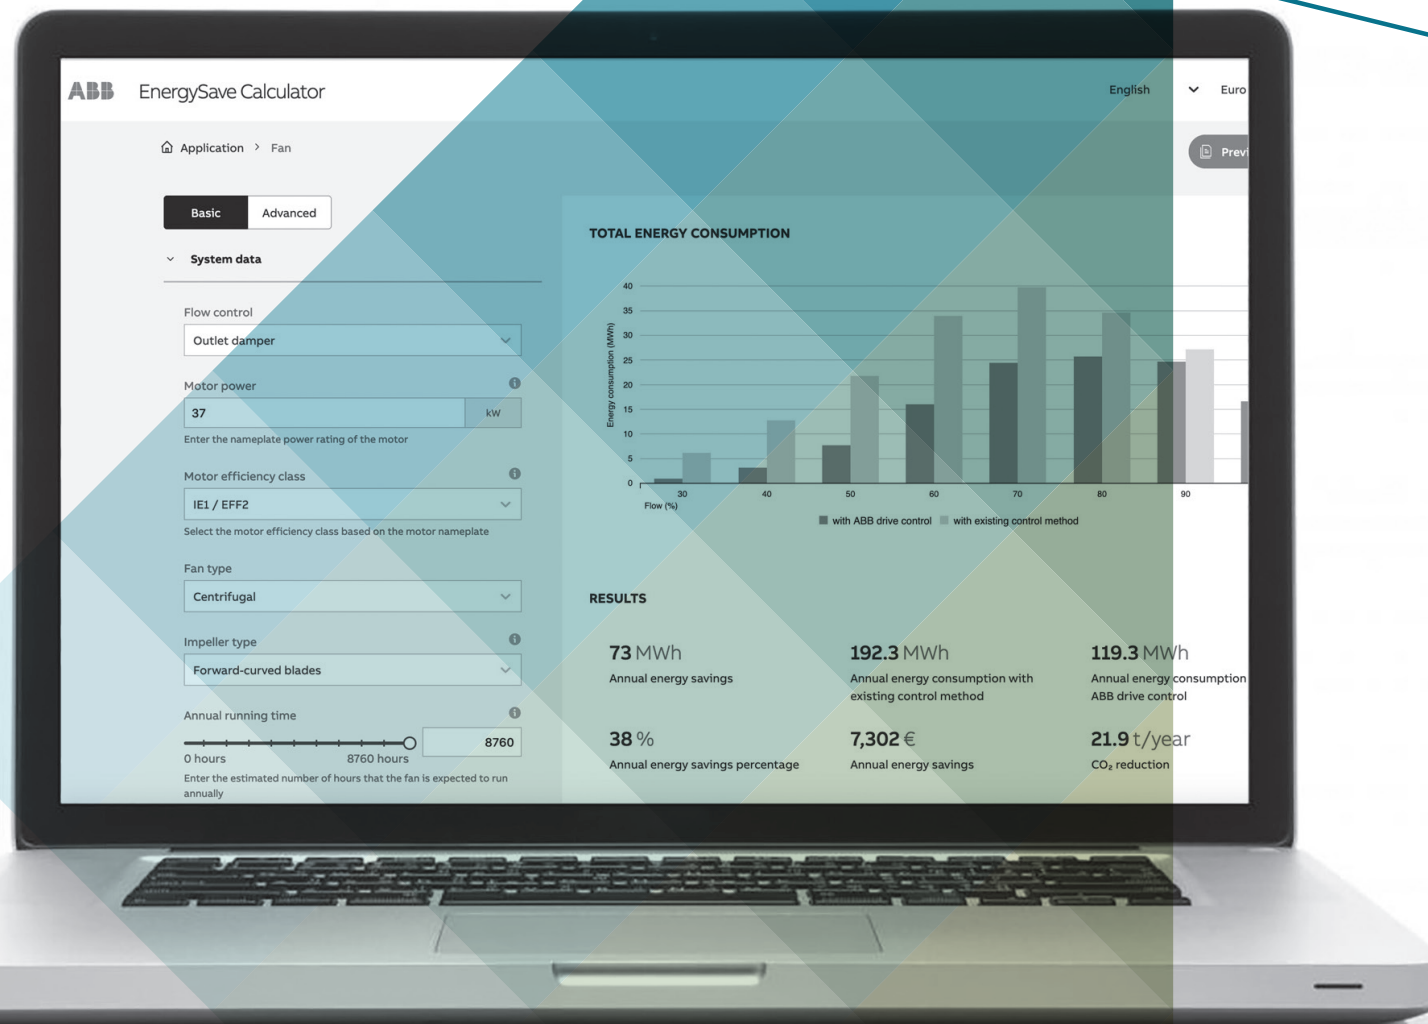 ABB EnergySave Calculator English Euro
Application > Fan
Previ
Basic Advanced
System data
Flow control
Outlet damper
Motor power
37 kW
Enter the nameplate power rating of the motor
Motor efficiency class
IE1 / EFF2
Select the motor efficiency class based on the motor nameplate
Fan type
Centrifugal
Impeller type
Forward-curved blades
Annual running time
8760
0 hours 8760 hours
Enter the estimated number of hours that the fan is expected to run
annually
TOTAL ENERGY CONSUMPTION
Energy consumption (MWh)
40
35
30
25
20
15
10
5
0
30 40 50 60 70 80 90
Flow (%)
with ABB drive control with existing control method
RESULTS
73 MWh
Annual energy savings
192.3 MWh
Annual energy consumption with
existing control method
119.3 MWh
Annual energy consumption
ABB drive control
38 %
Annual energy savings percentage
7,302 €
Annual energy savings
21.9 t/year
CO₂ reduction